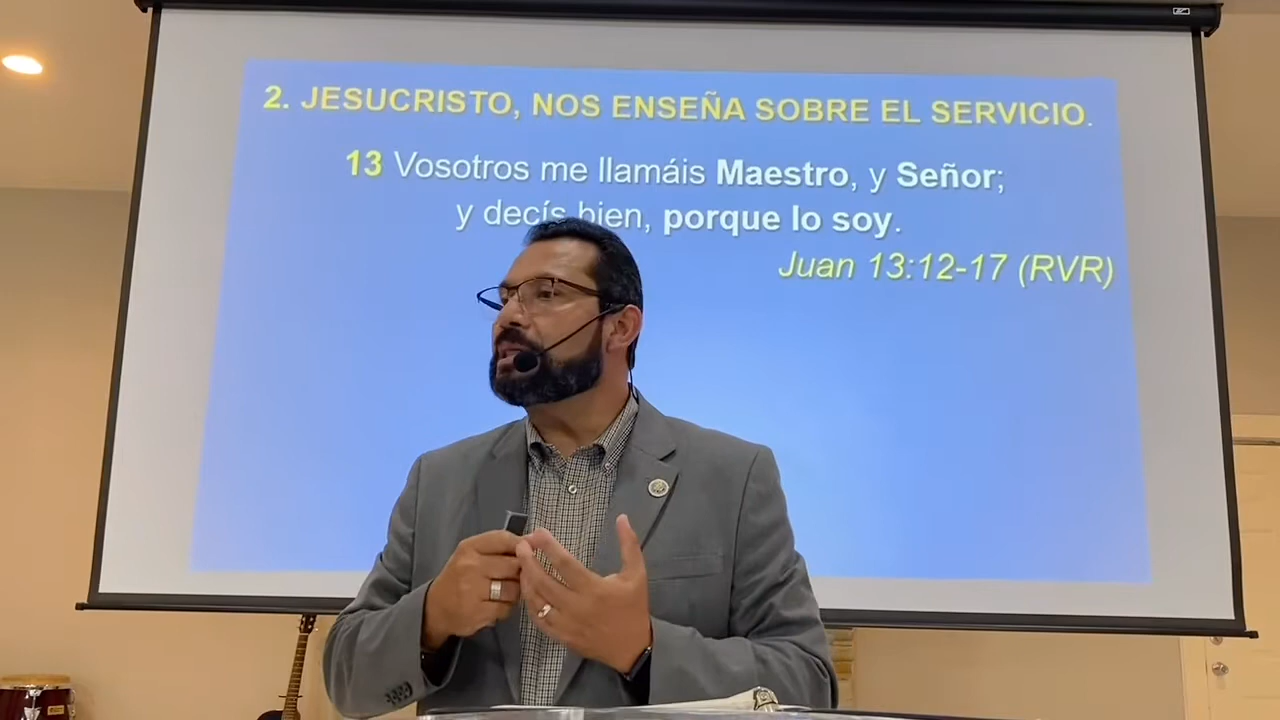 2. JESUCRISTO, NOS ENSEÑA SOBRE EL SERVICIO.
13 Vosotros me llamáis Maestro, y Señor;
y decís bien, porque lo soy.
Juan 13:12-17 (RVR)